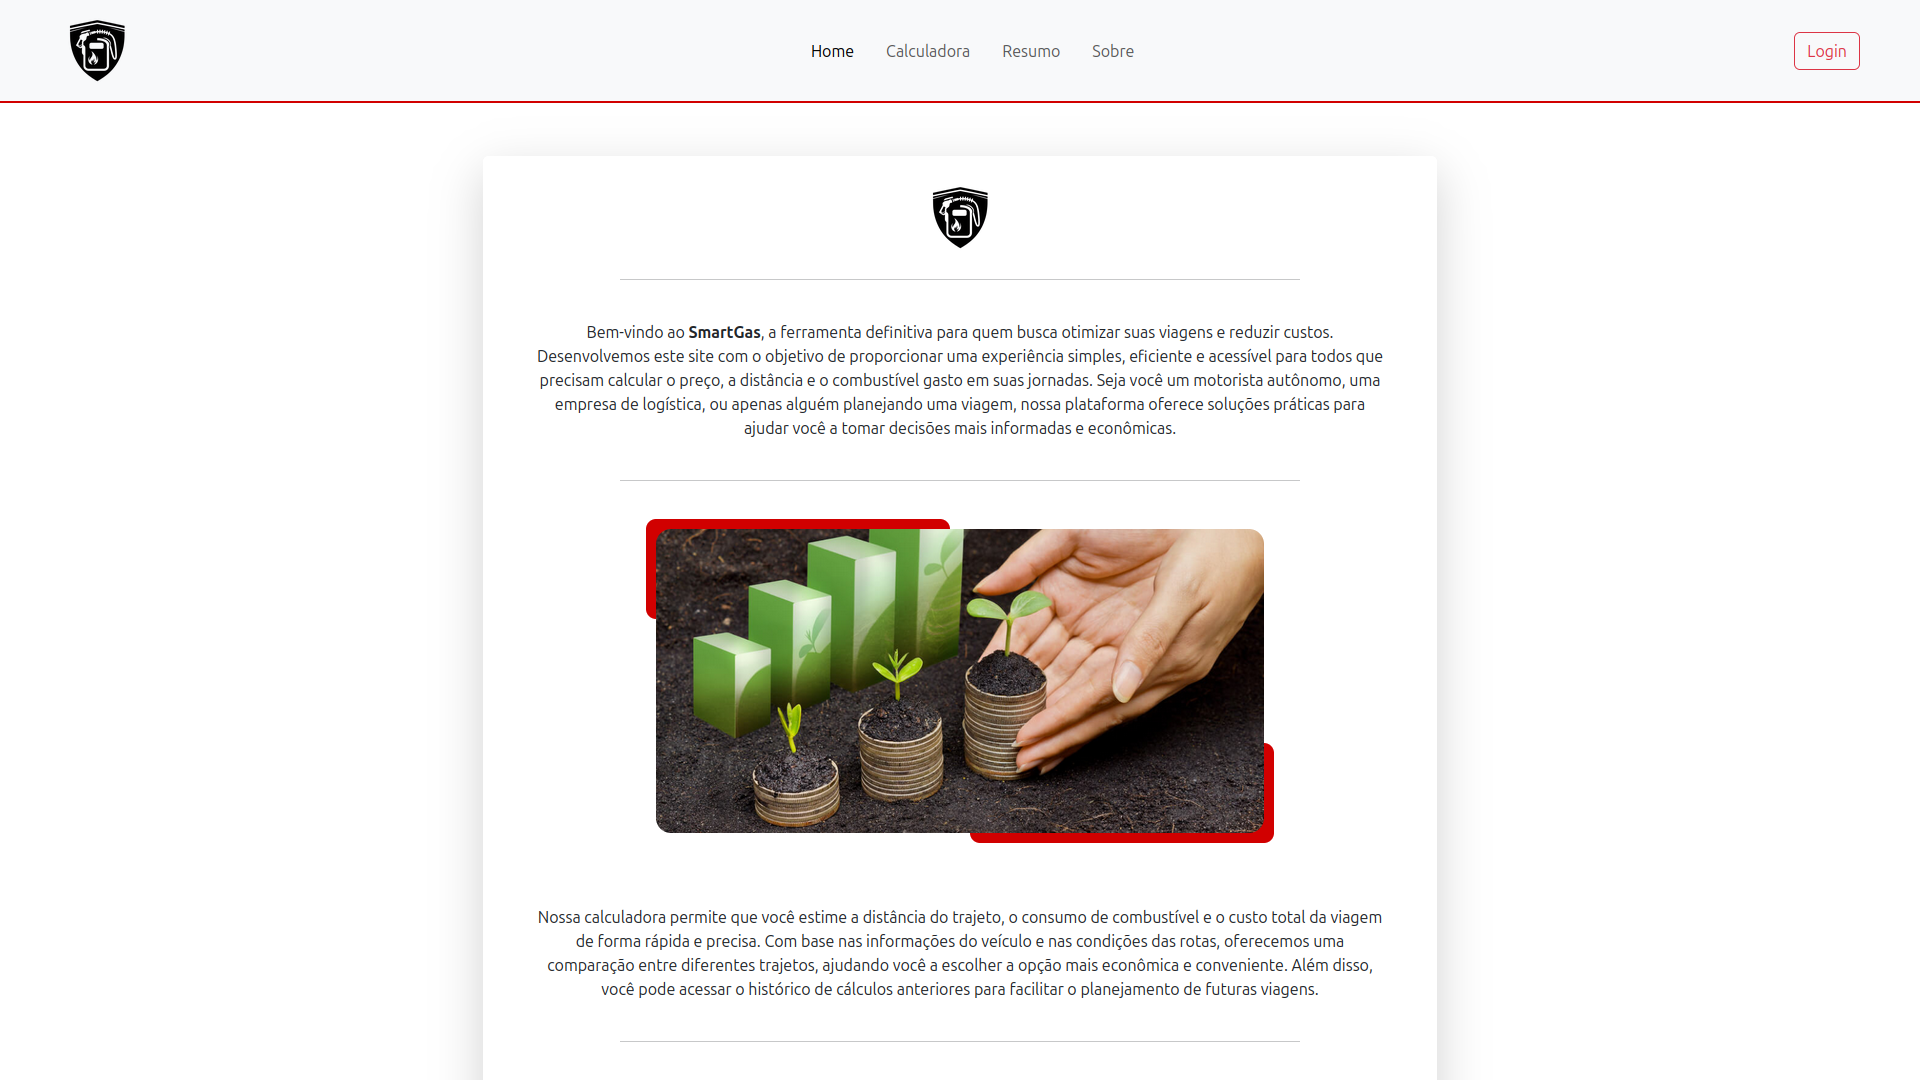 Home
Calculadora
Resumo
Sobre
Login
Bem-vindo ao SmartGas, a ferramenta definitiva para quem busca otimizar suas viagens e reduzir custos.
Desenvolvemos este site com o objetivo de proporcionar uma experiência simples, eficiente e acessível para todos que
precisam calcular o preço, a distância e o combustível gasto em suas jornadas. Seja você um motorista autônomo, uma
empresa de logística, ou apenas alguém planejando uma viagem, nossa plataforma oferece soluções práticas para
ajudar você a tomar decisões mais informadas e econômicas.
Nossa calculadora permite que você estime a distância do trajeto, o consumo de combustível e o custo total da viagem
de forma rápida e precisa. Com base nas informações do veículo e nas condições das rotas, oferecemos uma
comparação entre diferentes trajetos, ajudando você a escolher a opção mais econômica e conveniente. Além disso,
você pode acessar o histórico de cálculos anteriores para facilitar o planejamento de futuras viagens.